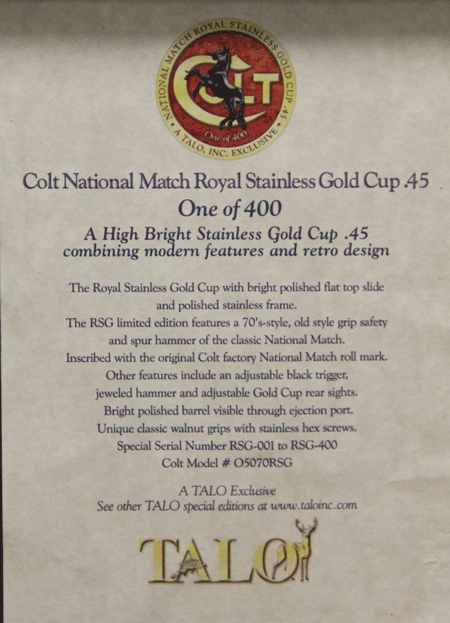 NATIONAL MATCH ROYAL STAINLESS GOLD CUP .45
COLT
One of 400
• A TALO, INC. EXCLUSIVE •
Colt National Match Royal Stainless Gold Cup .45
One of 400
A High Bright Stainless Gold Cup .45
combining modern features and retro design
The Royal Stainless Gold Cup with bright polished flat top slide
and polished stainless frame.
The RSG limited edition features a 70's-style, old style grip safety
and spur hammer of the classic National Match.
Inscribed with the original Colt factory National Match roll mark.
Other features include an adjustable black trigger,
jeweled hammer and adjustable Gold Cup rear sights.
Bright polished barrel visible through ejection port.
Unique classic walnut grips with stainless hex screws.
Special Serial Number RSG-001 to RSG-400
Colt Model # O5070RSG
A TALO Exclusive
See other TALO special editions at www.taloinc.com
TALO